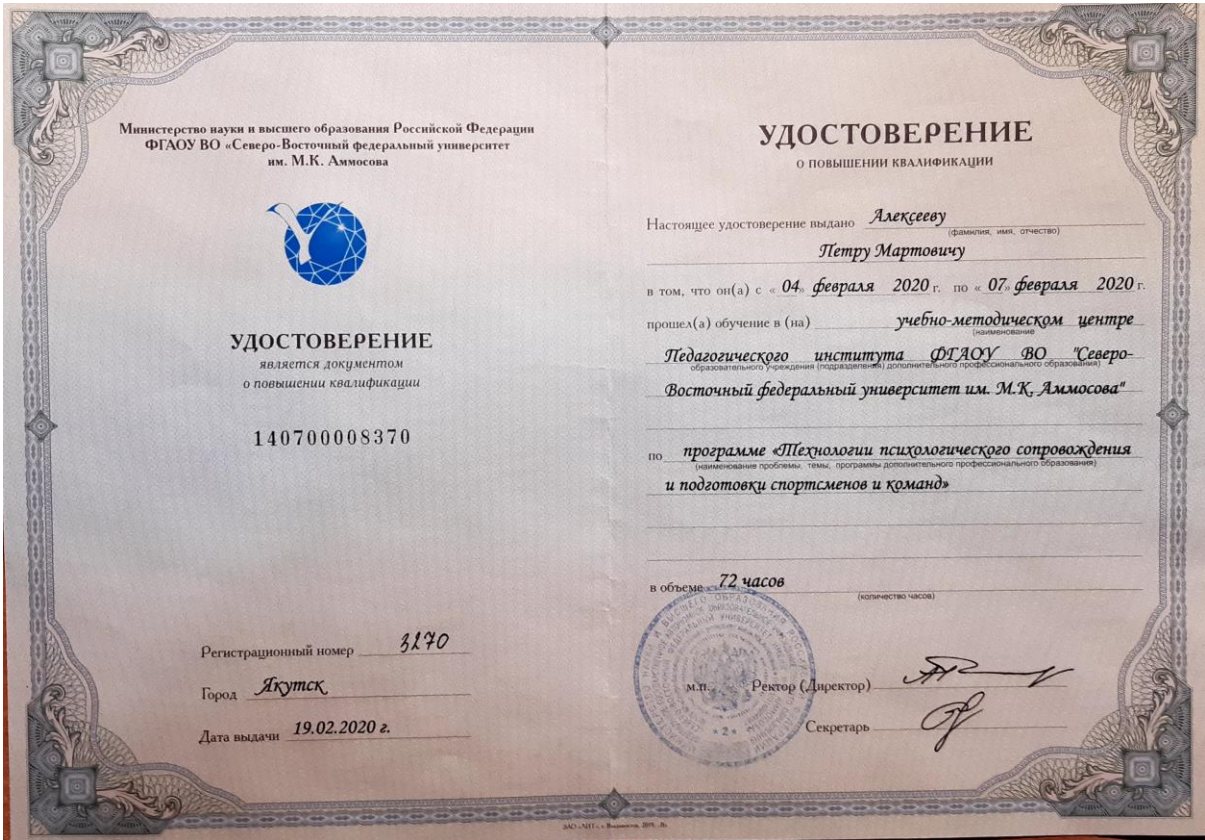 Министерство науки и высшего образования Российской Федерации
ФГАОУ ВО «Северо-Восточный федеральный университет
им. М.К. Аммосова
УДОСТОВЕРЕНИЕ
является документом
о повышении квалификации
140700008370
Регистрационный номер 3270
Город Якутск
Дата выдачи 19.02.2020 г.
УДОСТОВЕРЕНИЕ
О ПОВЫШЕНИИ КВАЛИФИКАЦИИ
Настоящее удостоверение выдано Алексееву
(фамилия, имя, отчество)
Петру Мартовичу
в том, что он(а) с «04» февраля 2020 г. по «07» февраля 2020 г.
прошел(а) обучение в (на) учебно-методическом центре
(наименование
Педагогического института ФГАОУ ВО "Северо-
образовательного учреждения (подразделения) дополнительного профессионального образования)
Восточный федеральный университет им. М.К. Аммосова"
по программе «Технологии психологического сопровождения
(наименование проблемы, темы, программы дополнительного профессионального образования)
и подготовки спортсменов и команд»
в объеме 72 часов
(количество часов)
М.П. Ректор (Директор)
Секретарь